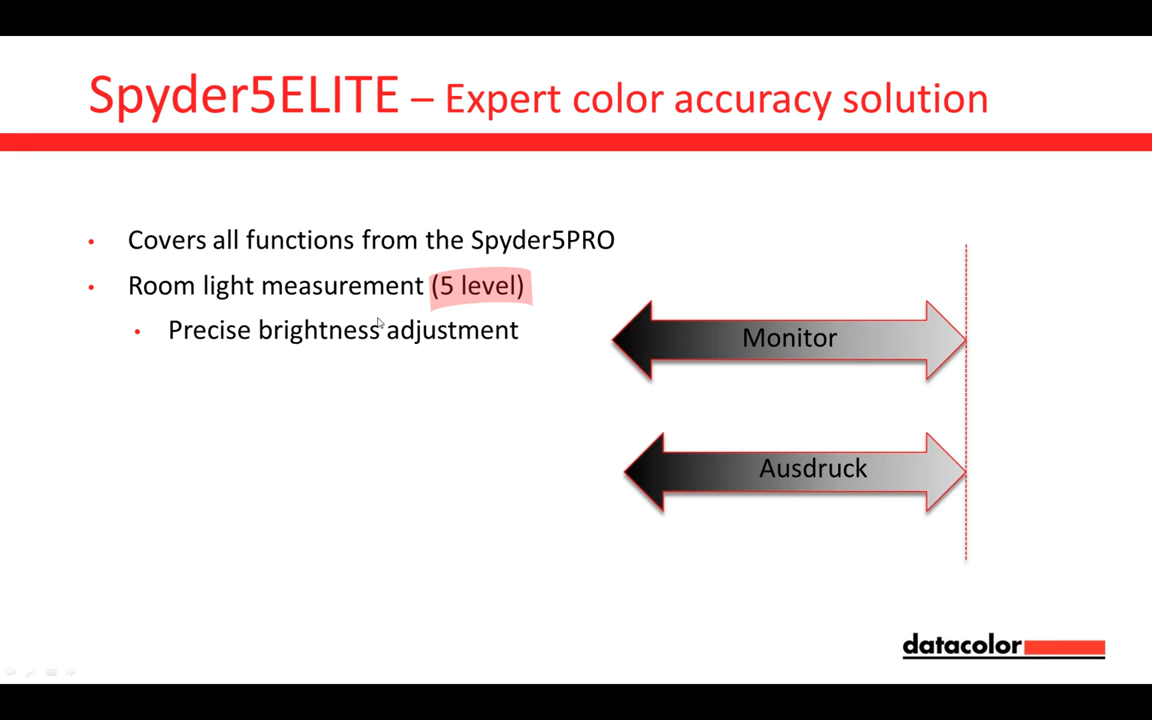 Spyder5ELITE – Expert color accuracy solution
• Covers all functions from the Spyder5PRO
• Room light measurement (5 level)
• Precise brightness adjustment
Monitor
Ausdruck
datacolor